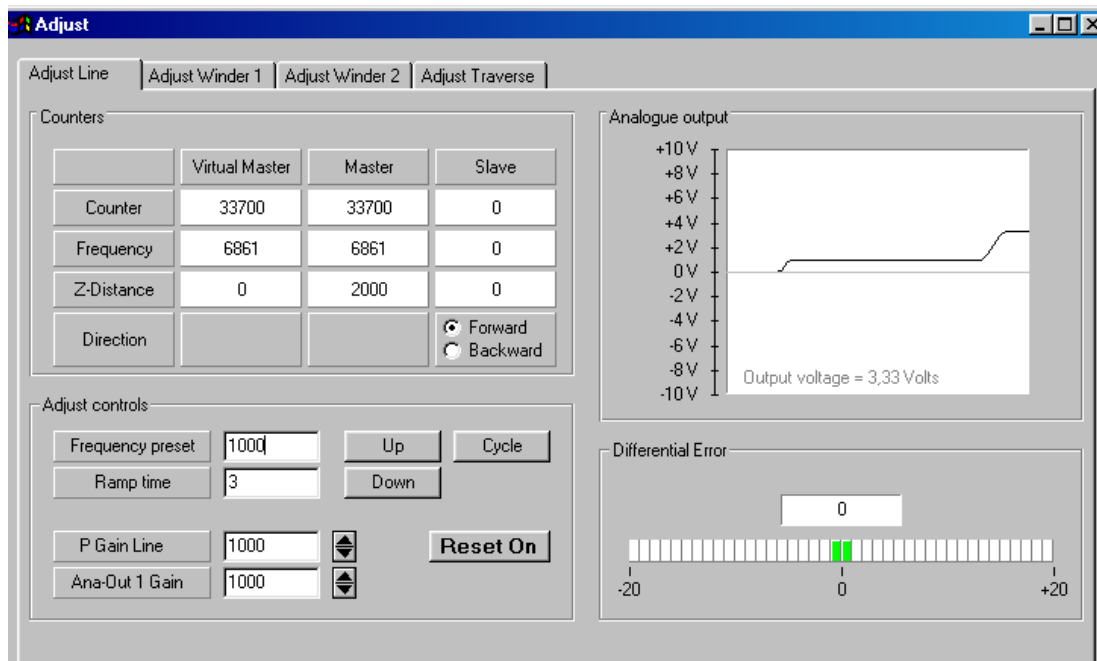 Adjust
Adjust Line Adjust Winder 1 Adjust Winder 2 Adjust Traverse
Counters
Virtual Master Master Slave
Counter 33700 33700 0
Frequency 6861 6861 0
Z-Distance 0 2000 0
Direction Forward
Backward
Adjust controls
Frequency preset 1000 Up Cycle
Ramp time 3 Down
P Gain Line 1000 Reset On
Ana-Out 1 Gain 1000
Analogue output
+10 V
+8 V
+6 V
+4 V
+2 V
0 V
-2 V
-4 V
-6 V
-8 V
-10 V
Output voltage = 3,33 Volts
Differential Error
0
-20 0 +20